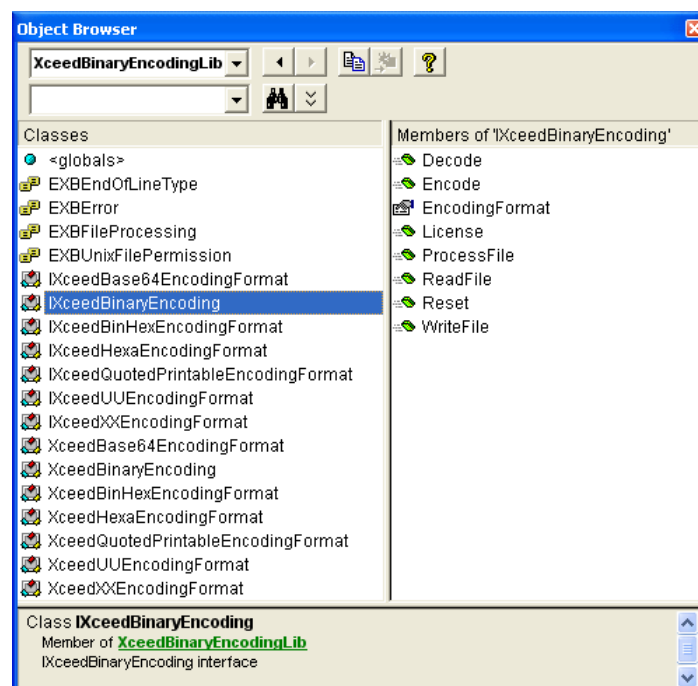 Object Browser
XceedBinaryEncodingLib
Classes
<globals>
EXBEndOfLineType
EXBError
EXBFileProcessing
EXBUnixFilePermission
IXceedBase64EncodingFormat
IXceedBinaryEncoding
IXceedBinHexEncodingFormat
IXceedHexaEncodingFormat
IXceedQuotedPrintableEncodingFormat
IXceedUUEncodingFormat
IXceedXXEncodingFormat
XceedBase64EncodingFormat
XceedBinaryEncoding
XceedBinHexEncodingFormat
XceedHexaEncodingFormat
XceedQuotedPrintableEncodingFormat
XceedUUEncodingFormat
XceedXXEncodingFormat
Members of 'IXceedBinaryEncoding'
Decode
Encode
EncodingFormat
License
ProcessFile
ReadFile
Reset
WriteFile
Class IXceedBinaryEncoding
Member of XceedBinaryEncodingLib
IXceedBinaryEncoding interface